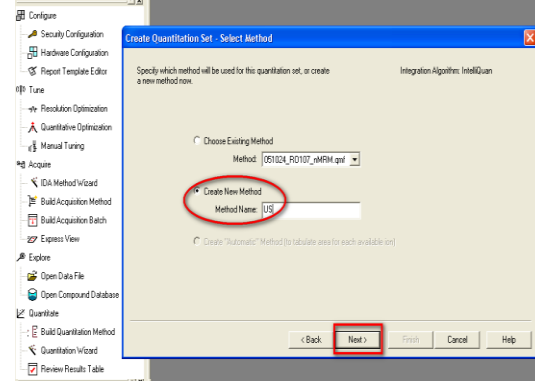 Configure
Security Configuration
Hardware Configuration
Report Template Editor
Tune
Resolution Optimization
Quantitative Optimization
Manual Tuning
Acquire
IDA Method Wizard
Build Acquisition Method
Build Acquisition Batch
Express View
Explore
Open Data File
Open Compound Database
Quantitate
Build Quantitation Method
Quantitation Wizard
Review Results Table
Create Quantitation Set - Select Method
Specify which method will be used for this quantitation set, or create
a new method now.
Integration Algorithm: IntelliQuan
Choose Existing Method
Method: 051024_RO107_nMRM.qmf
Create New Method
Method Name: US
Create "Automatic" Method (to tabulate area for each available ion)
< Back Next > Finish Cancel Help